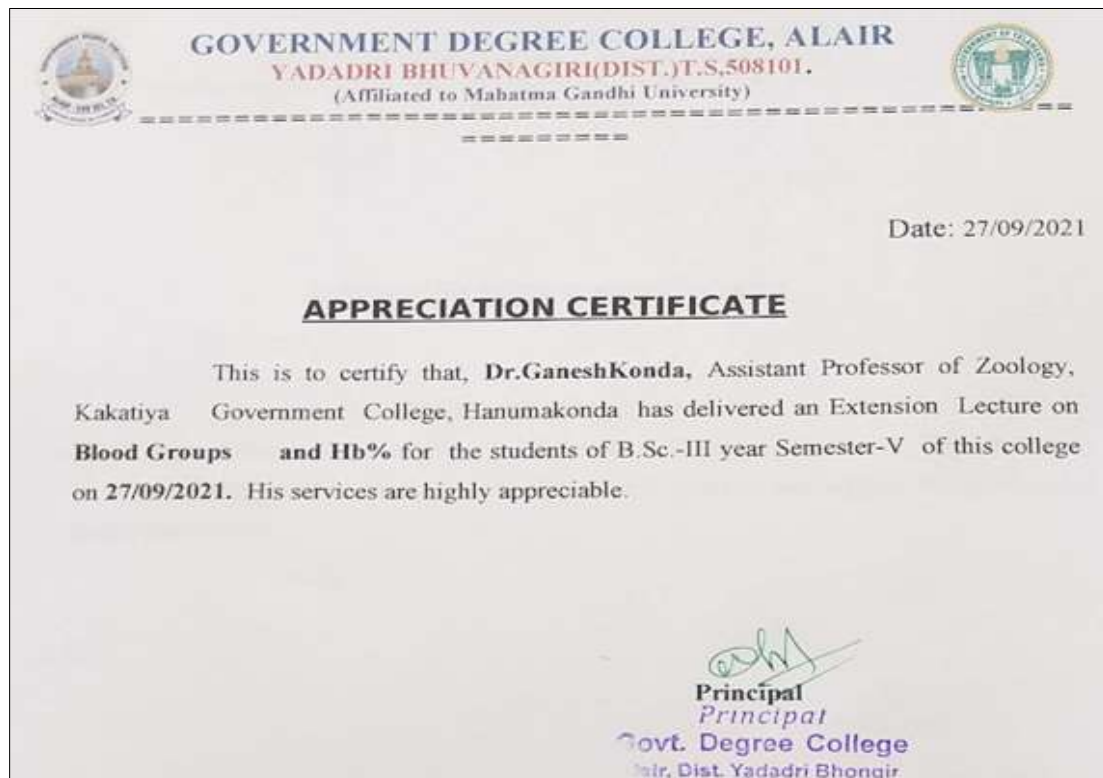 GOVERNMENT DEGREE COLLEGE, ALAIR
YADADRI BHUVANAGIRI(DIST.)T.S,508101.
(Affiliated to Mahatma Gandhi University)
Date: 27/09/2021
APPRECIATION CERTIFICATE
This is to certify that, Dr.GaneshKonda, Assistant Professor of Zoology,
Kakatiya Government College, Hanumakonda has delivered an Extension Lecture on
Blood Groups and Hb% for the students of B.Sc.-III year Semester-V of this college
on 27/09/2021. His services are highly appreciable.
Principal
Principal
Govt. Degree College
Dist. Yadadri Bhongir